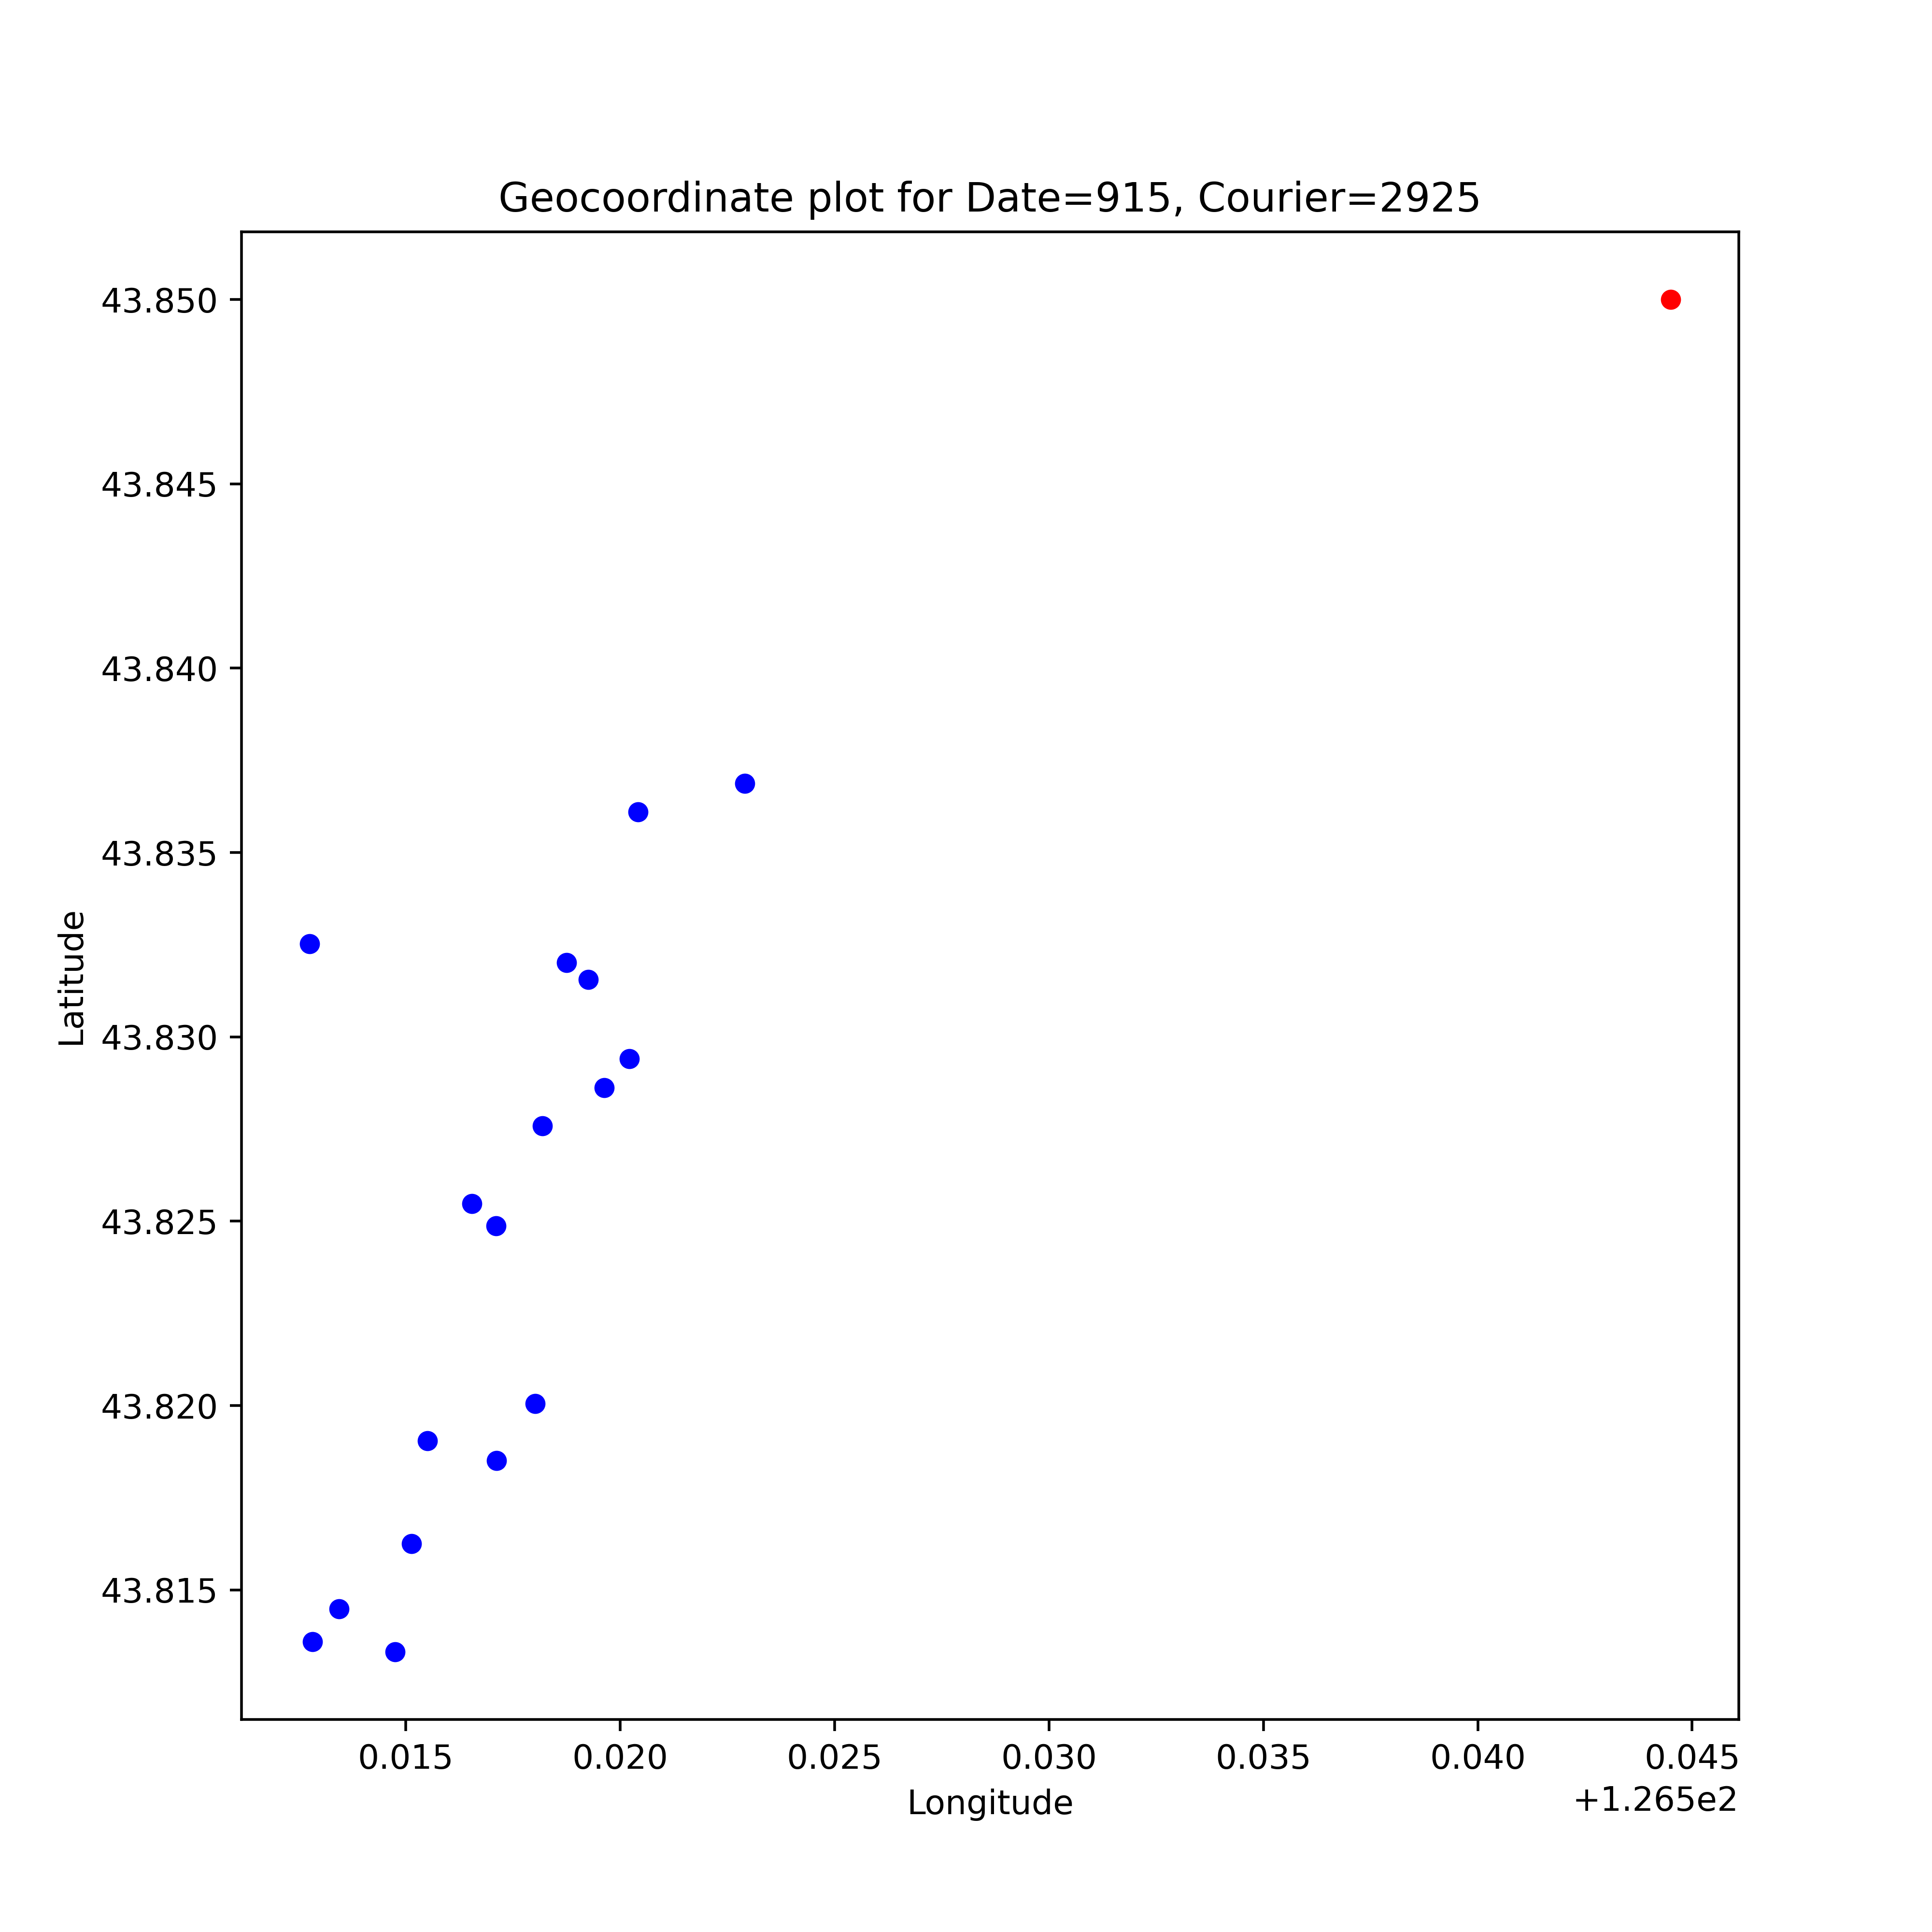 Geocoordinate plot for Date=915, Courier=2925
43.850
43.845
43.840
43.835
43.830
43.825
43.820
43.815
Latitude
0.015 0.020 0.025 0.030 0.035 0.040 0.045
+1.265e2
Longitude